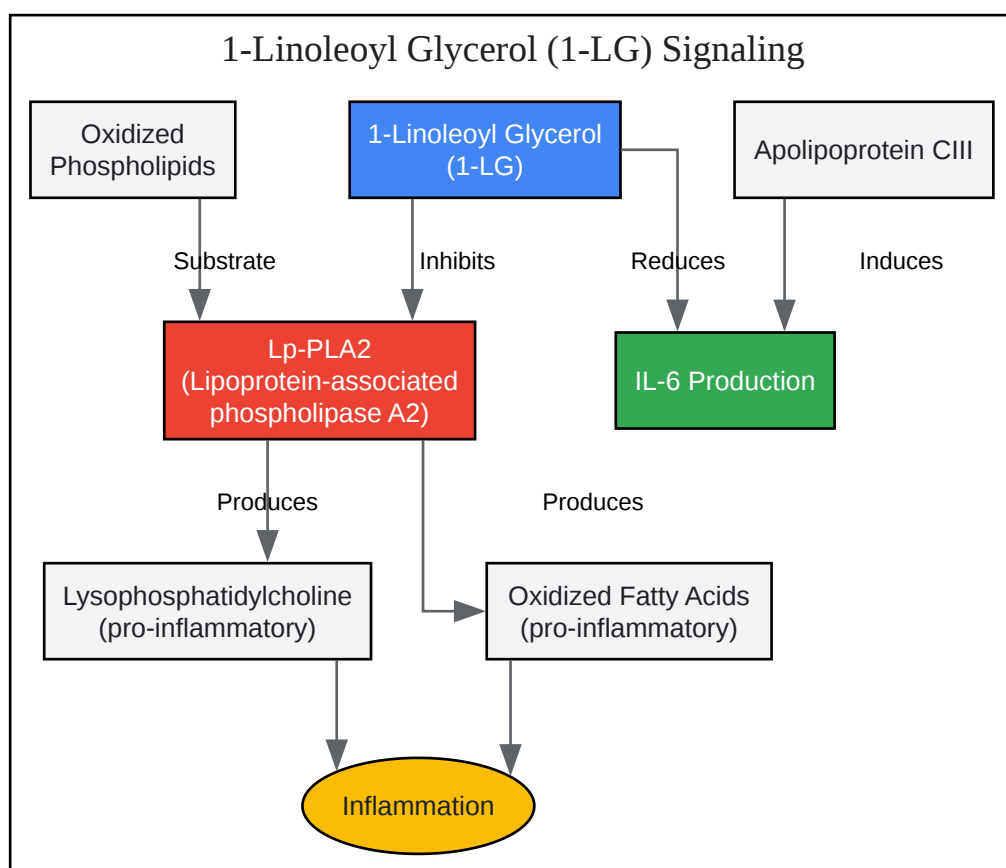 1-Linoleoyl Glycerol (1-LG) Signaling
Oxidized
Phospholipids
1-Linoleoyl Glycerol
(1-LG)
Apolipoprotein CIII
Substrate
Inhibits
Reduces
Induces
Lp-PLA2
(Lipoprotein-associated
phospholipase A2)
IL-6 Production
Produces
Produces
Lysophosphatidylcholine
(pro-inflammatory)
Oxidized Fatty Acids
(pro-inflammatory)
Inflammation